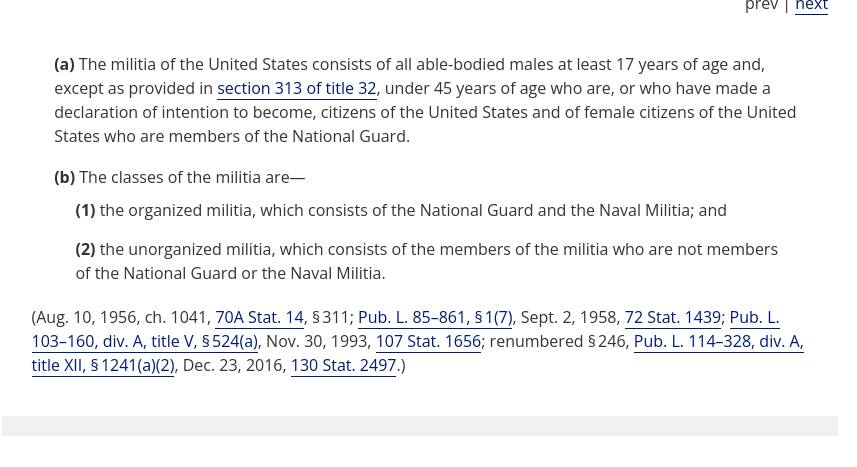 prev | next
(a) The militia of the United States consists of all able-bodied males at least 17 years of age and,
except as provided in section 313 of title 32, under 45 years of age who are, or who have made a
declaration of intention to become, citizens of the United States and of female citizens of the United
States who are members of the National Guard.
(b) The classes of the militia are—
(1) the organized militia, which consists of the National Guard and the Naval Militia; and
(2) the unorganized militia, which consists of the members of the militia who are not members
of the National Guard or the Naval Militia.
(Aug. 10, 1956, ch. 1041, 70A Stat. 14, § 311; Pub. L. 85–861, § 1(7), Sept. 2, 1958, 72 Stat. 1439; Pub. L.
103–160, div. A, title V, § 524(a), Nov. 30, 1993, 107 Stat. 1656; renumbered § 246, Pub. L. 114–328, div. A,
title XII, § 1241(a)(2), Dec. 23, 2016, 130 Stat. 2497.)